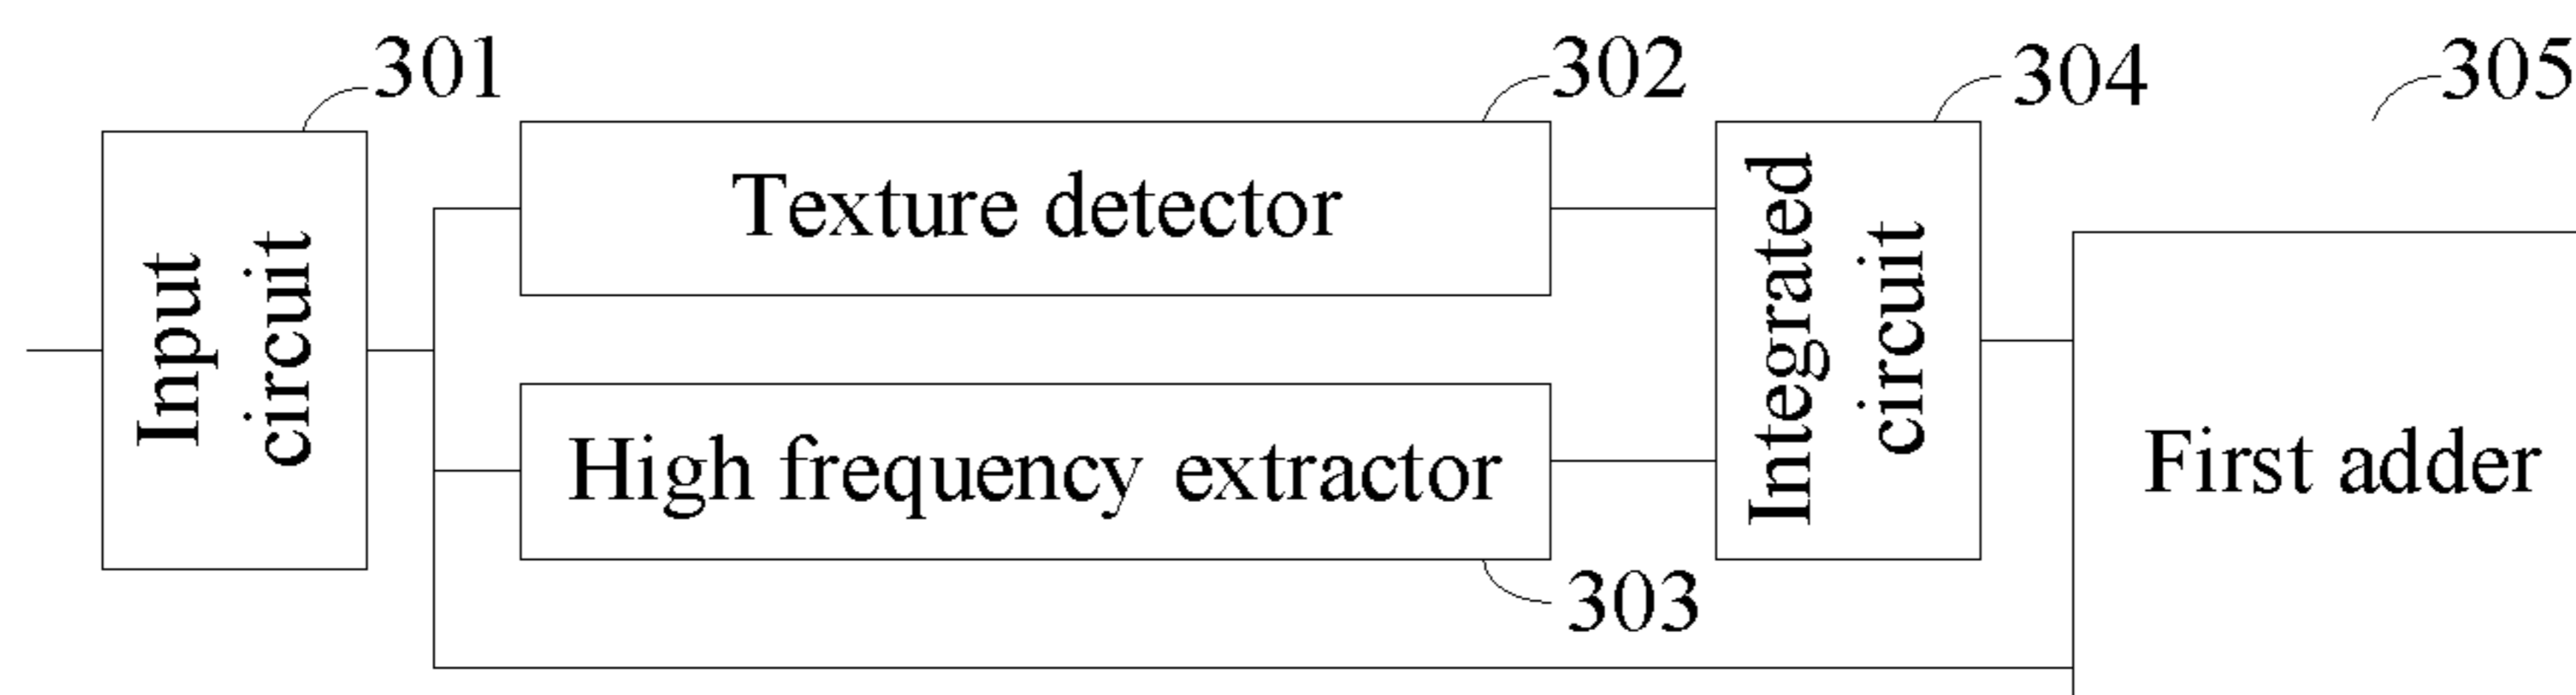 301
302
304
305
Input
circuit
Texture detector
High frequency extractor
303
Integrated
circuit
First adder